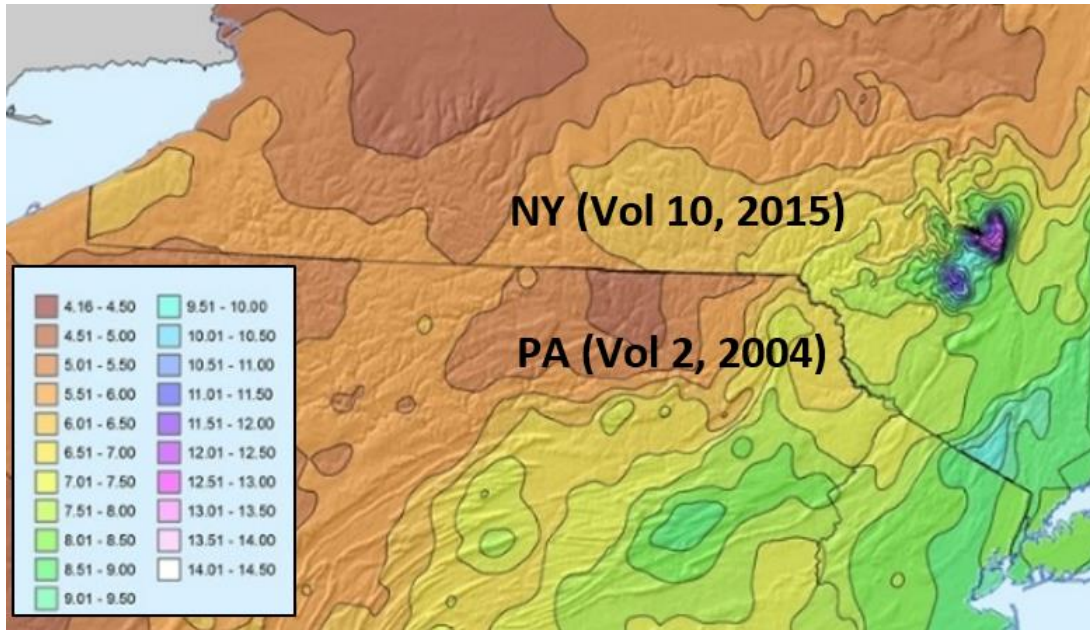 NY (Vol 10, 2015)
PA (Vol 2, 2004)
4.16 - 4.50
4.51 - 5.00
5.01 - 5.50
5.51 - 6.00
6.01 - 6.50
6.51 - 7.00
7.01 - 7.50
7.51 - 8.00
8.01 - 8.50
8.51 - 9.00
9.01 - 9.50
9.51 - 10.00
10.01 - 10.50
10.51 - 11.00
11.01 - 11.50
11.51 - 12.00
12.01 - 12.50
12.51 - 13.00
13.01 - 13.50
13.51 - 14.00
14.01 - 14.50